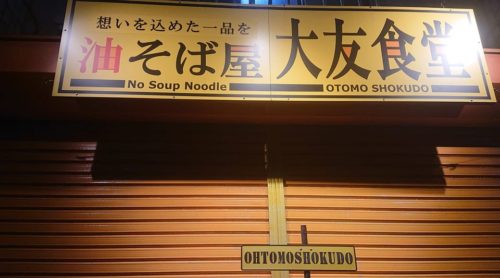 想いを込めた一品を
油そば屋
大友食堂
No Soup Noodle
OTOMO SHOKUDO
OHTOMOSHOKUDO